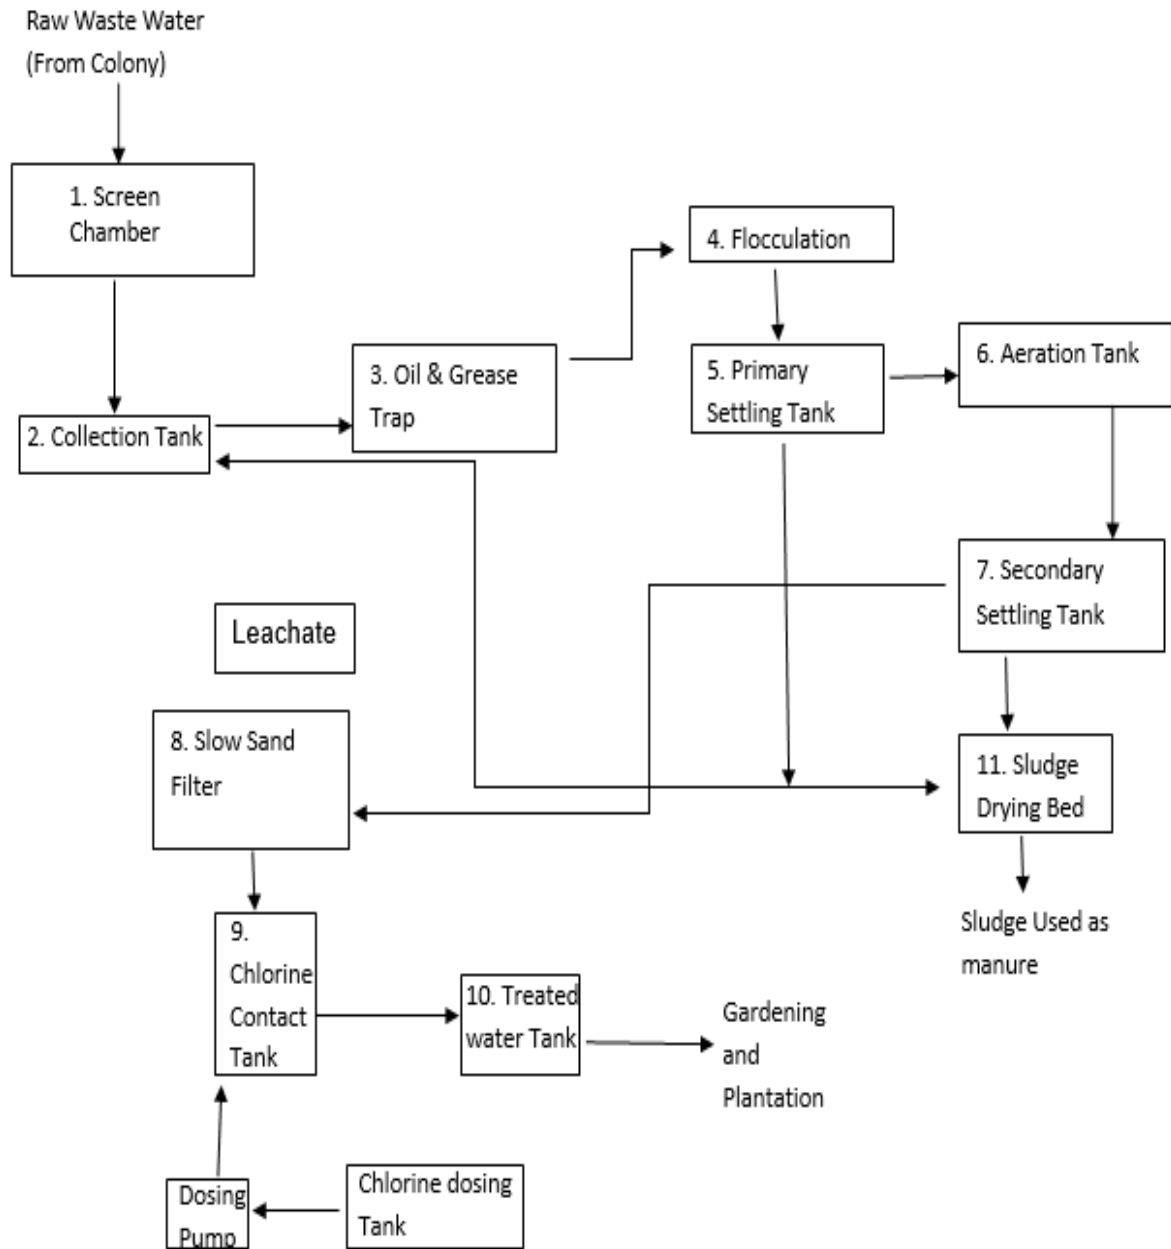 Raw Waste Water
(From Colony)
1. Screen
Chamber
2. Collection Tank
3. Oil & Grease
Trap
4. Flocculation
5. Primary
Settling Tank
6. Aeration Tank
7. Secondary
Settling Tank
Leachate
8. Slow Sand
Filter
11. Sludge
Drying Bed
Sludge Used as
manure
9.
Chlorine
Contact
Tank
10. Treated
water Tank
Gardening
and
Plantation
Dosing
Pump
Chlorine dosing
Tank